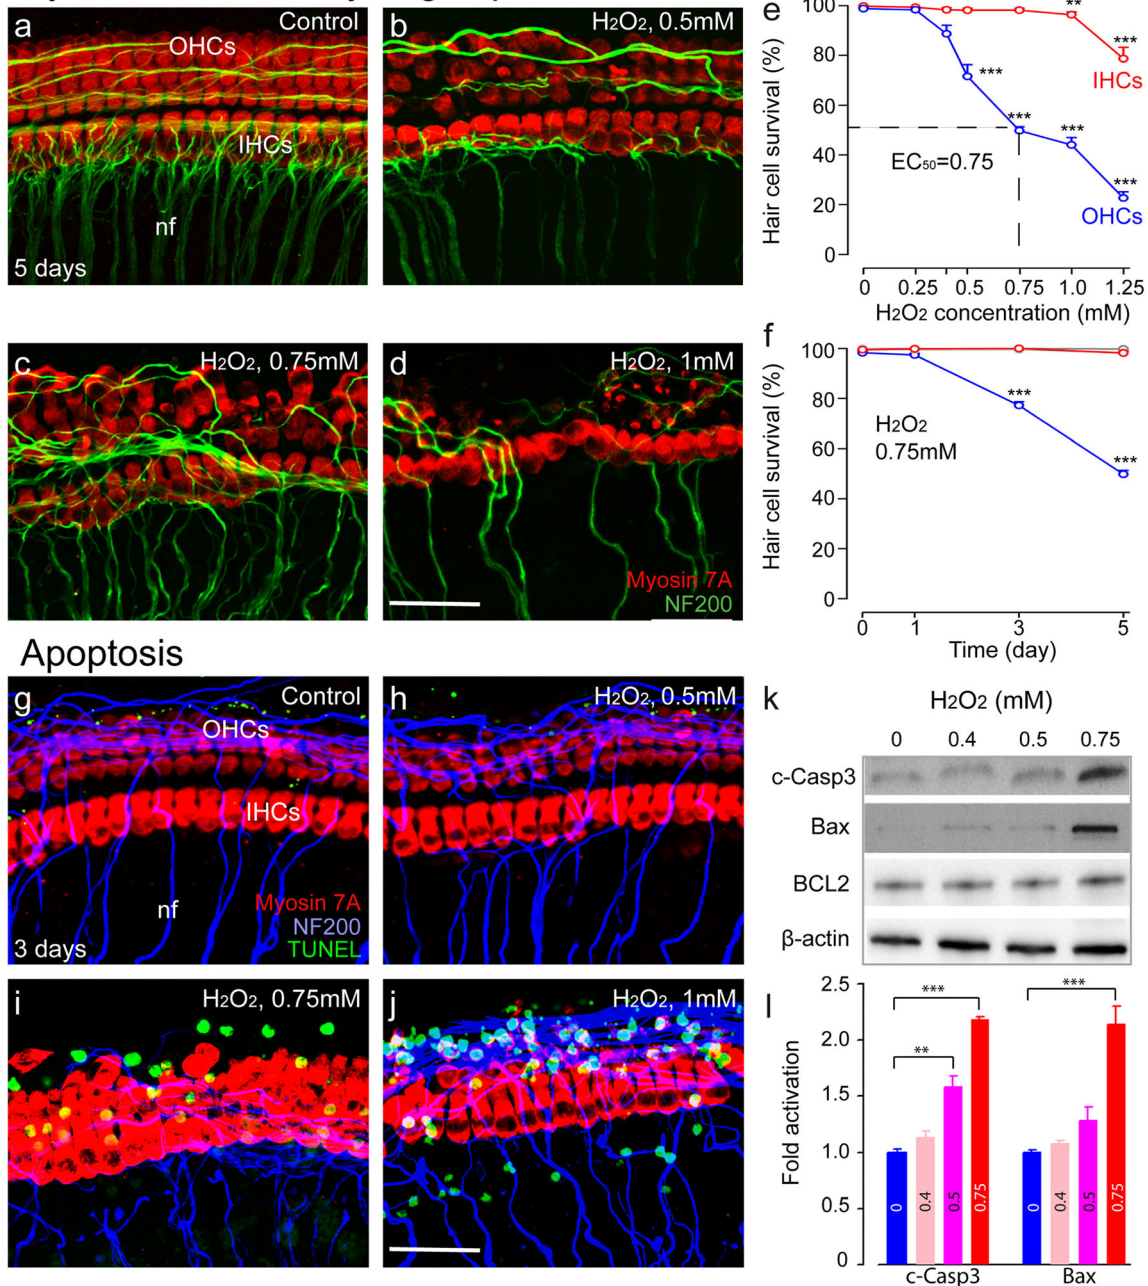 a
Control
OHCs
IHCs
nf
5 days
b
H2O2, 0.5mM
c
H2O2, 0.75mM
d
H2O2, 1mM
Myosin 7A
NF200
e
Hair cell survival (%)
100
80
60
40
20
0
**
***
IHCs
***
***
***
***
OHCs
EC50=0.75
0
0.25
0.5
0.75
1.0
1.25
H2O2 concentration (mM)
f
Hair cell survival (%)
100
80
60
40
20
0
***
***
H2O2
0.75mM
0
1
3
5
Time (day)
Apoptosis
g
Control
OHCs
IHCs
nf
Myosin 7A
NF200
TUNEL
3 days
h
H2O2, 0.5mM
i
H2O2, 0.75mM
j
H2O2, 1mM
k
H2O2 (mM)
0 0.4 0.5 0.75
c-Casp3
Bax
BCL2
β-actin
l
Fold activation
2.5
2.0
1.5
1.0
0.5
0
***
**
***
0
0.4
0.5
0.75
0
0.4
0.5
0.75
c-Casp3
Bax